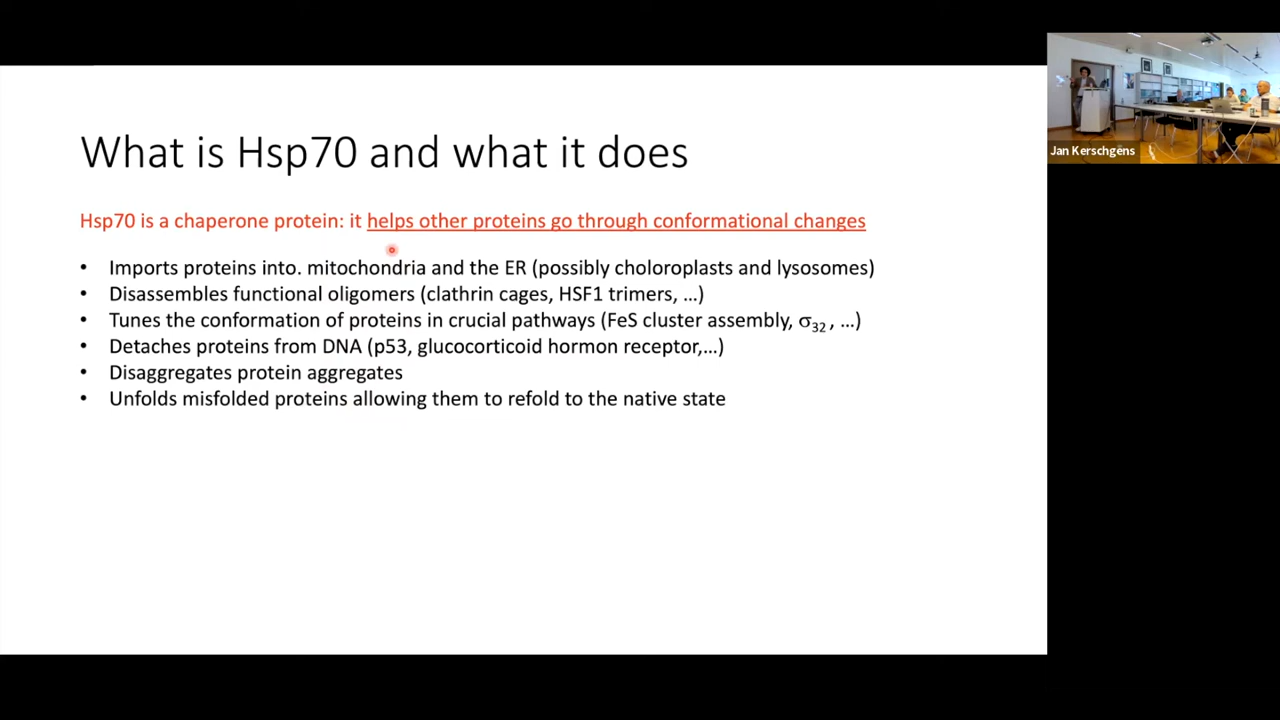 What is Hsp70 and what it does
Hsp70 is a chaperone protein: it helps other proteins go through conformational changes
• Imports proteins into. mitochondria and the ER (possibly choloroplasts and lysosomes)
• Disassembles functional oligomers (clathrin cages, HSF1 trimers, …)
• Tunes the conformation of proteins in crucial pathways (FeS cluster assembly, σ32 , …)
• Detaches proteins from DNA (p53, glucocorticoid hormon receptor,…)
• Disaggregates protein aggregates
• Unfolds misfolded proteins allowing them to refold to the native state
Jan Kerschgens